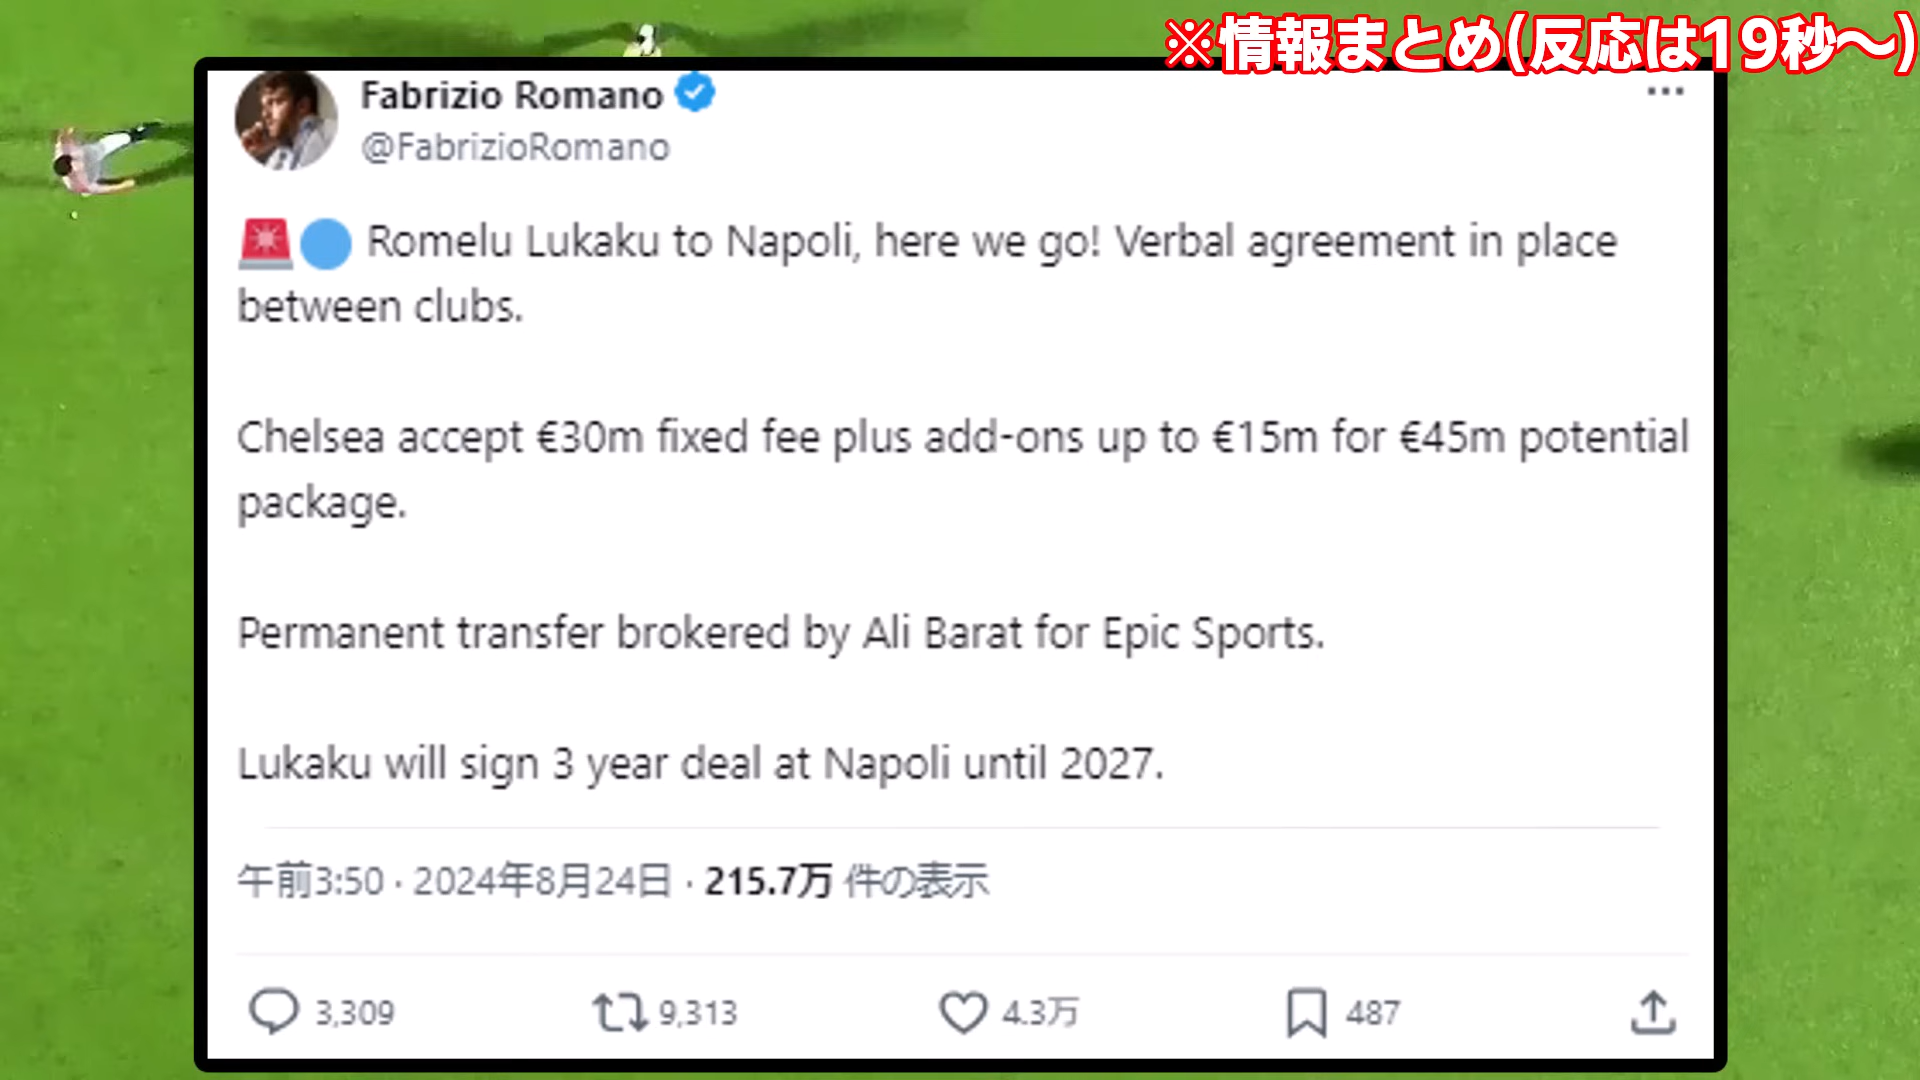 ※情報まとめ(反応は19秒～)
Fabrizio Romano
@FabrizioRomano
🚨🔵 Romelu Lukaku to Napoli, here we go! Verbal agreement in place
between clubs.
Chelsea accept €30m fixed fee plus add-ons up to €15m for €45m potential
package.
Permanent transfer brokered by Ali Barat for Epic Sports.
Lukaku will sign 3 year deal at Napoli until 2027.
午前3:50 · 2024年8月24日 · 215.7万 件の表示
3,309 9,313 4.3万 487